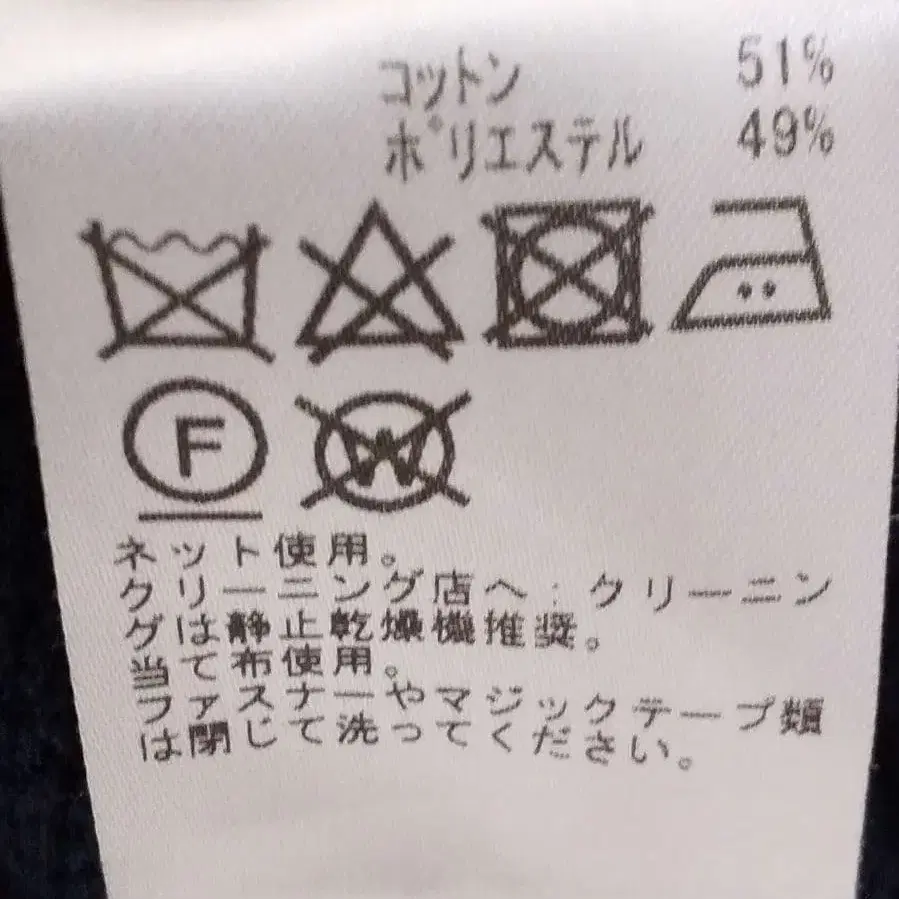 コットン 51%
ポリエステル 49%
F
W
ネット使用。
クリーニング店へ:クリーニン
グは静止乾燥機推奨。
当て布使用。
ファスナーやマジックテープ類
は閉じて洗ってください。